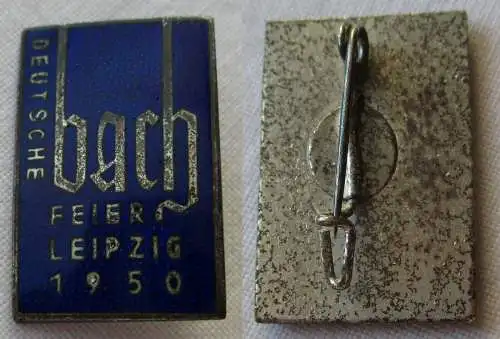 DEUTSCHE
bach
FEIER
LEIPZIG
1950